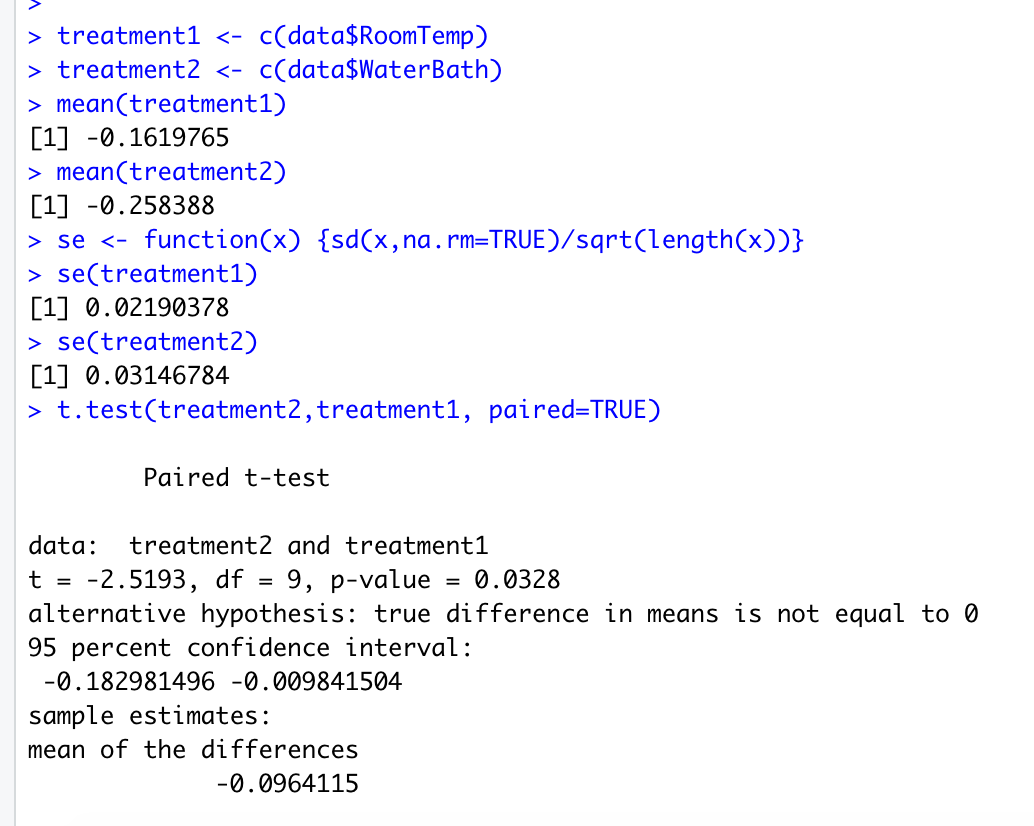 >
> treatment1 <- c(data$RoomTemp)
> treatment2 <- c(data$WaterBath)
> mean(treatment1)
[1] -0.1619765
> mean(treatment2)
[1] -0.258388
> se <- function(x) {sd(x,na.rm=TRUE)/sqrt(length(x))}
> se(treatment1)
[1] 0.02190378
> se(treatment2)
[1] 0.03146784
> t.test(treatment2,treatment1, paired=TRUE)
Paired t-test
data:  treatment2 and treatment1
t = -2.5193, df = 9, p-value = 0.0328
alternative hypothesis: true difference in means is not equal to 0
95 percent confidence interval:
-0.182981496 -0.009841504
sample estimates:
mean of the differences
-0.0964115